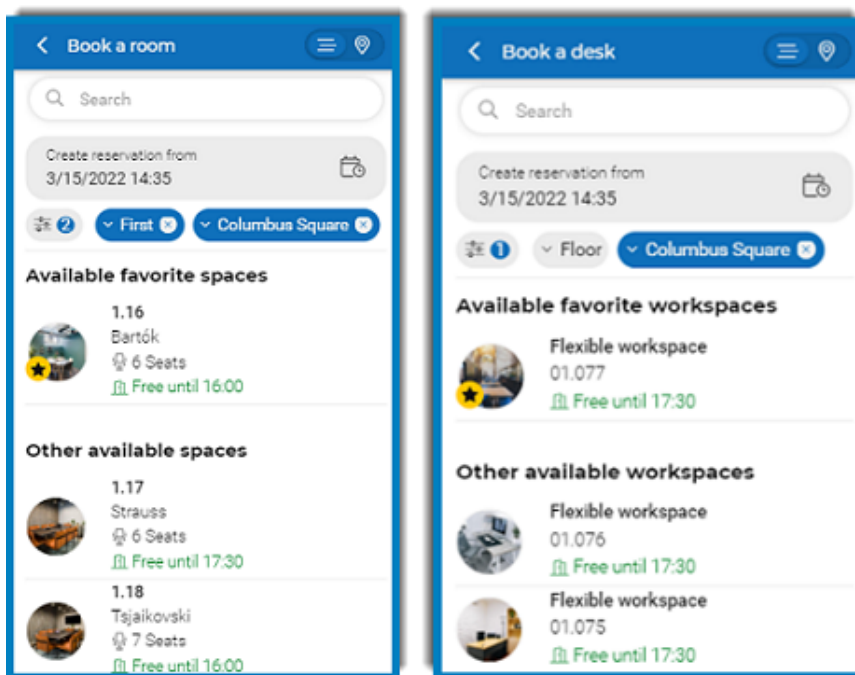 Book a room
Search
Create reservation from
3/15/2022 14:35
2 First Columbus Square
Available favorite spaces
1.16
Bartók
6 Seats
Free until 16:00
Other available spaces
1.17
Strauss
6 Seats
Free until 17:30
1.18
Tsjaikovski
7 Seats
Free until 16:00
Book a desk
Search
Create reservation from
3/15/2022 14:35
1 Floor Columbus Square
Available favorite workspaces
Flexible workspace
01.077
Free until 17:30
Other available workspaces
Flexible workspace
01.076
Free until 17:30
Flexible workspace
01.075
Free until 17:30